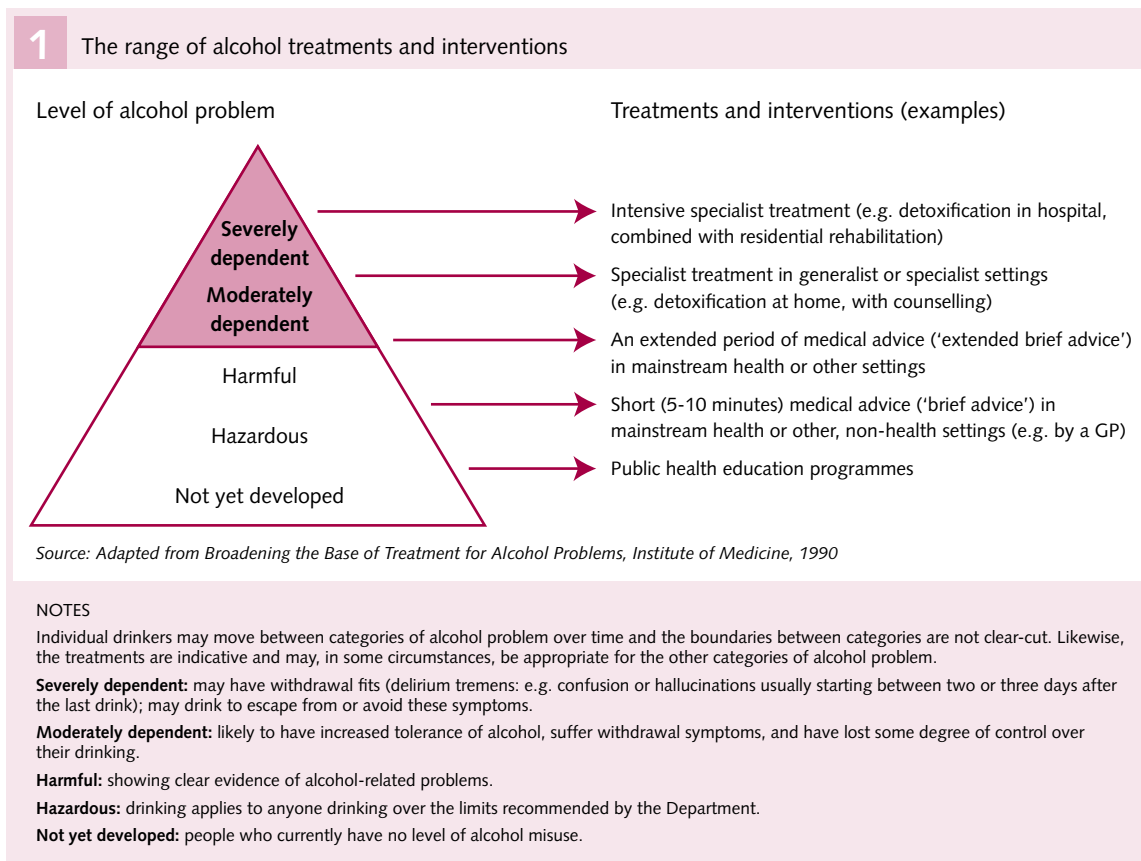 1 The range of alcohol treatments and interventions
Level of alcohol problem
Treatments and interventions (examples)
Severely
dependent
Moderately
dependent
Harmful
Hazardous
Not yet developed
Intensive specialist treatment (e.g. detoxification in hospital,
combined with residential rehabilitation)
Specialist treatment in generalist or specialist settings
(e.g. detoxification at home, with counselling)
An extended period of medical advice (‘extended brief advice’)
in mainstream health or other settings
Short (5-10 minutes) medical advice (‘brief advice’) in
mainstream health or other, non-health settings (e.g. by a GP)
Public health education programmes
Source: Adapted from Broadening the Base of Treatment for Alcohol Problems, Institute of Medicine, 1990
NOTES
Individual drinkers may move between categories of alcohol problem over time and the boundaries between categories are not clear-cut. Likewise,
the treatments are indicative and may, in some circumstances, be appropriate for the other categories of alcohol problem.
Severely dependent: may have withdrawal fits (delirium tremens: e.g. confusion or hallucinations usually starting between two or three days after
the last drink); may drink to escape from or avoid these symptoms.
Moderately dependent: likely to have increased tolerance of alcohol, suffer withdrawal symptoms, and have lost some degree of control over
their drinking.
Harmful: showing clear evidence of alcohol-related problems.
Hazardous: drinking applies to anyone drinking over the limits recommended by the Department.
Not yet developed: people who currently have no level of alcohol misuse.